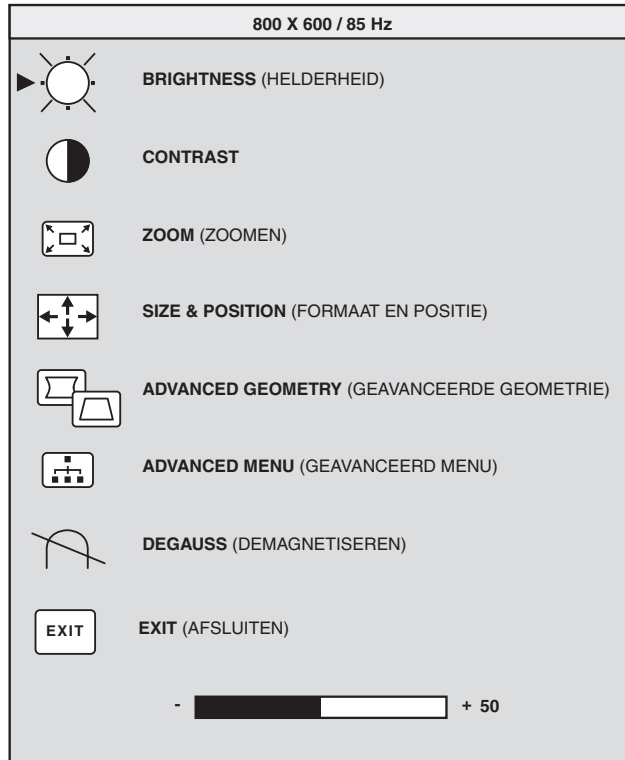 800 X 600 / 85 Hz
BRIGHTNESS (HELDERHEID)
CONTRAST
ZOOM (ZOOMEN)
SIZE & POSITION (FORMAAT EN POSITIE)
ADVANCED GEOMETRY (GEAVANCEERDE GEOMETRIE)
ADVANCED MENU (GEAVANCEERD MENU)
DEGAUSS (DEMAGNETISEREN)
EXIT EXIT (AFSLUITEN)
- + 50